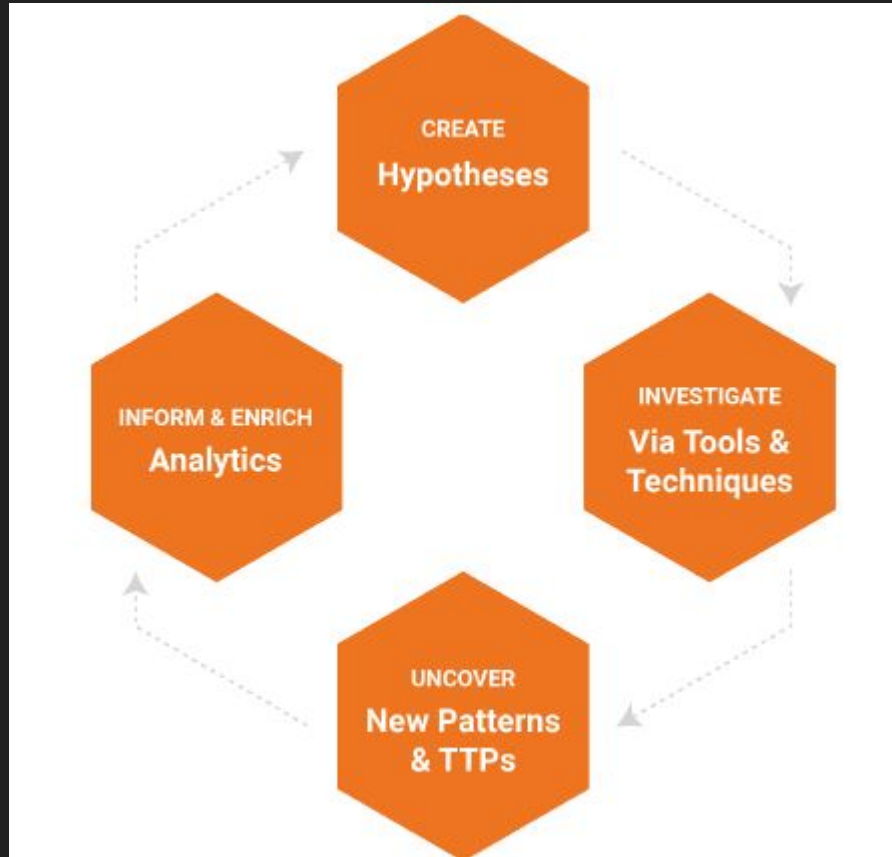 CREATE
Hypotheses
INVESTIGATE
Via Tools &
Techniques
UNCOVER
New Patterns
& TTPs
INFORM & ENRICH
Analytics